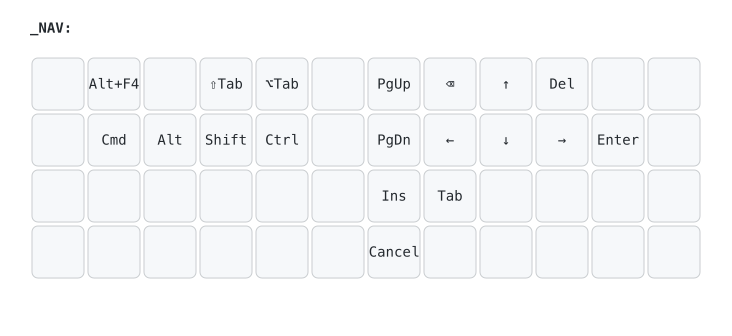 _NAV:
Alt+F4 ⇧Tab ⌥Tab PgUp ⌫ ↑ Del
Cmd Alt Shift Ctrl PgDn ← ↓ → Enter
Ins Tab
Cancel